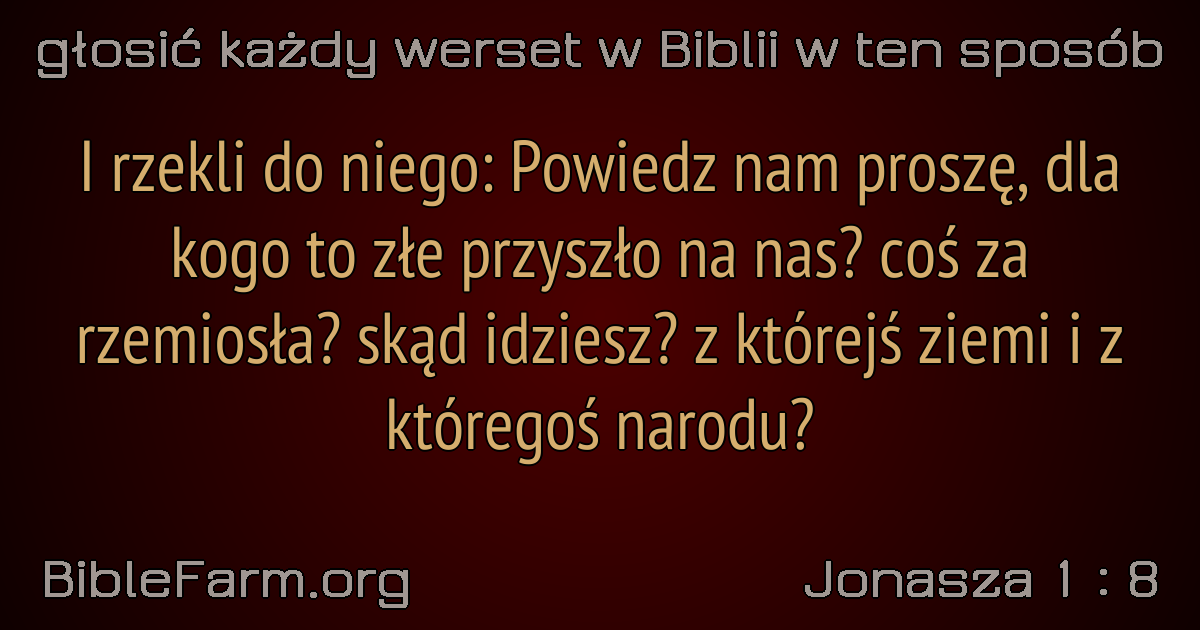 głosić każdy werset w Biblii w ten sposób
I rzekli do niego: Powiedz nam proszę, dla
kogo to złe przyszło na nas? coś za
rzemiosła? skąd idziesz? z którejś ziemi i z
któregoś narodu?
BibleFarm.org
Jonasza 1 : 8